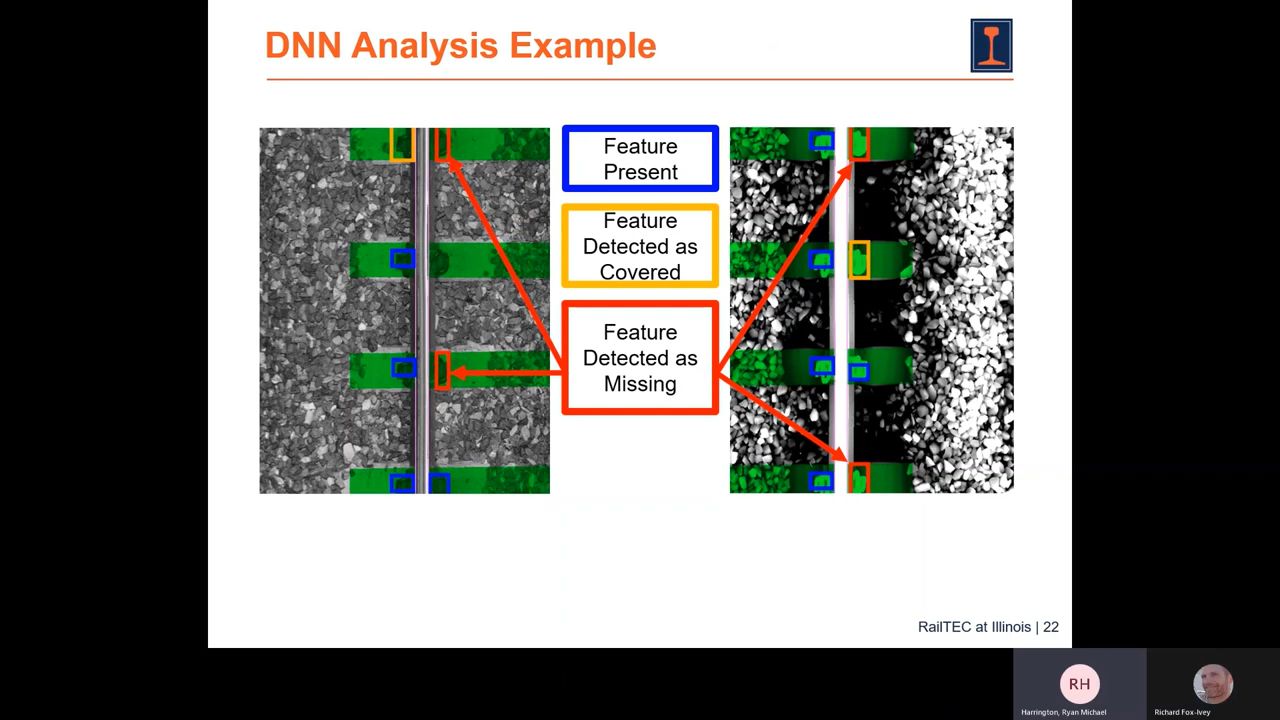 DNN Analysis Example
Feature
Present
Feature
Detected as
Covered
Feature
Detected as
Missing
RailTEC at Illinois | 22
RH
Harrington, Ryan Michael
Richard Fox-Ivey